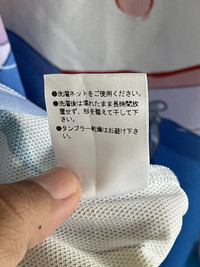 ●洗濯ネットをご使用ください。
●洗濯後は濡れたまま長時間放
置せず、形を整えて干して下
さい。
●タンブラー乾燥はお避け下さ
い。